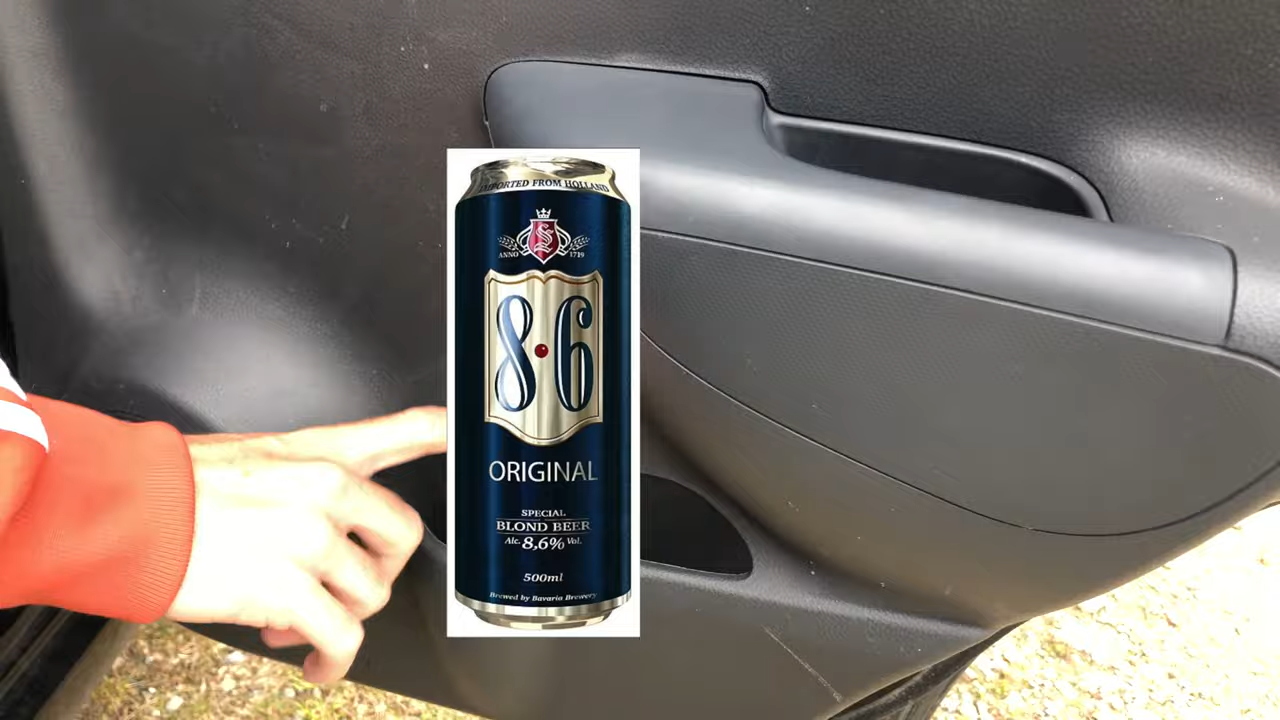 IMPORTED FROM HOLLAND
S
ANNO 1719
8·6
ORIGINAL
SPECIAL
BLOND BEER
Alc. 8,6% Vol.
500ml
Brewed by Bavaria Brewery